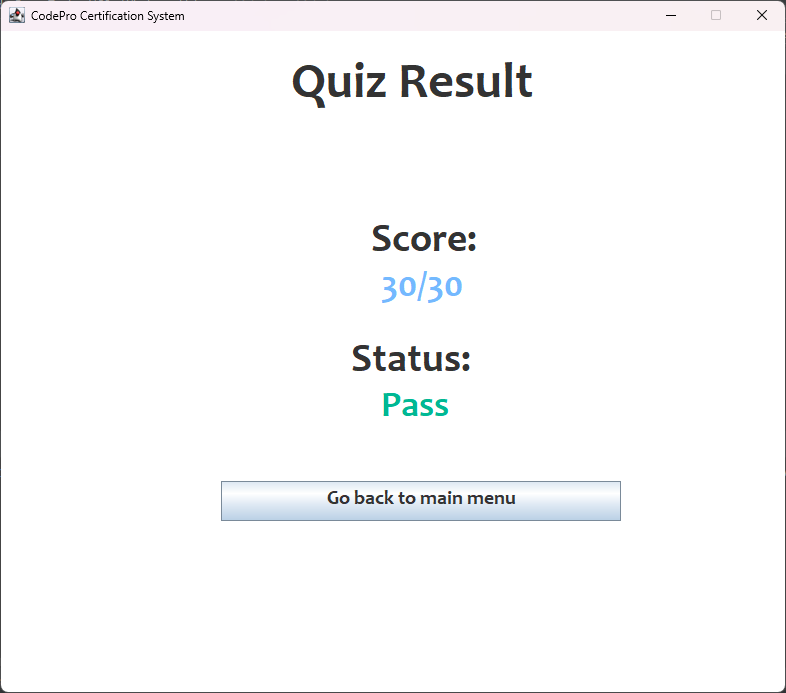 CodePro Certification System
Quiz Result
Score:
30/30
Status:
Pass
Go back to main menu